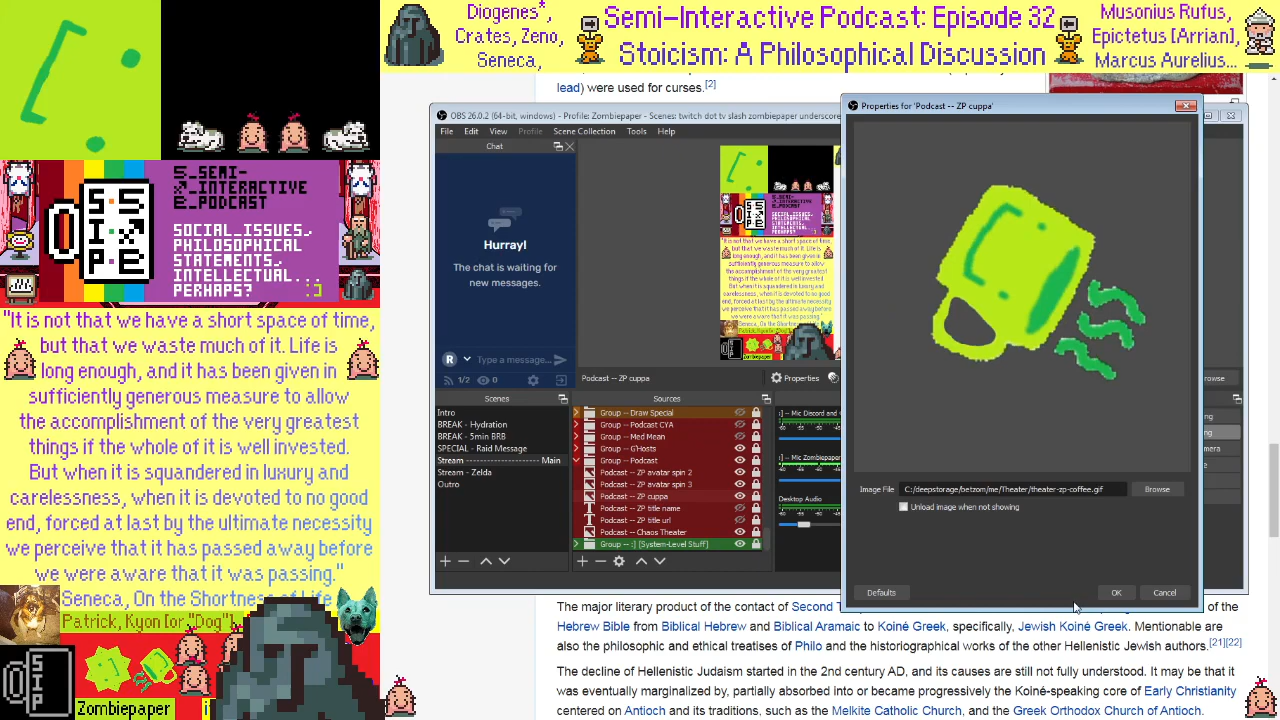 Diogenes*,
Crates, Zeno,
Seneca,
Semi-Interactive Podcast: Episode 32
Stoicism: A Philosophical Discussion
Musonius Rufus,
Epictetus [Arrian],
Marcus Aurelius...
S_SEMI-
_INTERACTIVE
_PODCAST
SOCIAL_ISSUES,
PHILOSOPHICAL
STATEMENTS,
INTELLECTUAL..
PERHAPS? :j
"It is not that we have a short space of time,
but that we waste much of it. Life is
long enough, and it has been given in
sufficiently generous measure to allow
the accomplishment of the very greatest
things if the whole of it is well invested.
But when it is squandered in luxury and
carelessness, when it is devoted to no good
end, forced at last by the ultimate necessity
we perceive that it has passed away before
we were aware that it was passing."
Seneca, On the Shortness of Life
Patrick, Kyon [or "Dog"],
Zombiepaper
lead) were used for curses.[2]
OBS 26.0.2 (64-bit, windows) - Profile: Zombiepaper - Scenes: twitch dot tv slash zombiepaper underscore
File Edit View Profile Scene Collection Tools Help
Chat
Hurray!
The chat is waiting for
new messages.
R Type a message...
1/2 0
Podcast -- ZP cuppa
Properties
Scenes
Intro
BREAK - Hydration
BREAK - 5min BRB
SPECIAL - Raid Message
Stream -------------------- Main
Stream - Zelda
Outro
Sources
Group -- Draw Special
Group -- Podcast CYA
Group -- Med Mean
Group -- G'Hosts
Group -- Podcast
Podcast -- ZP avatar spin 2
Podcast -- ZP avatar spin 3
Podcast -- ZP cuppa
Podcast -- ZP title name
Podcast -- ZP title url
Podcast -- Chaos Theater
Group -- :] [System-Level Stuff]
Mic Discord and
Mic Zombiepaper
Desktop Audio
Properties for 'Podcast -- ZP cuppa'
Image File C:/deepstorage/betzom/me/Theater/theater-zp-coffee.gif Browse
Unload image when not showing
Defaults OK Cancel
The major literary product of the contact of Second of the
Hebrew Bible from Biblical Hebrew and Biblical Aramaic to Koiné Greek, specifically, Jewish Koiné Greek. Mentionable are
also the philosophic and ethical treatises of Philo and the historiographical works of the other Hellenistic Jewish authors.[21][22]
The decline of Hellenistic Judaism started in the 2nd century AD, and its causes are still not fully understood. It may be that it
was eventually marginalized by, partially absorbed into or became progressively the Koiné-speaking core of Early Christianity
centered on Antioch and its traditions, such as the Melkite Catholic Church, and the Greek Orthodox Church of Antioch.